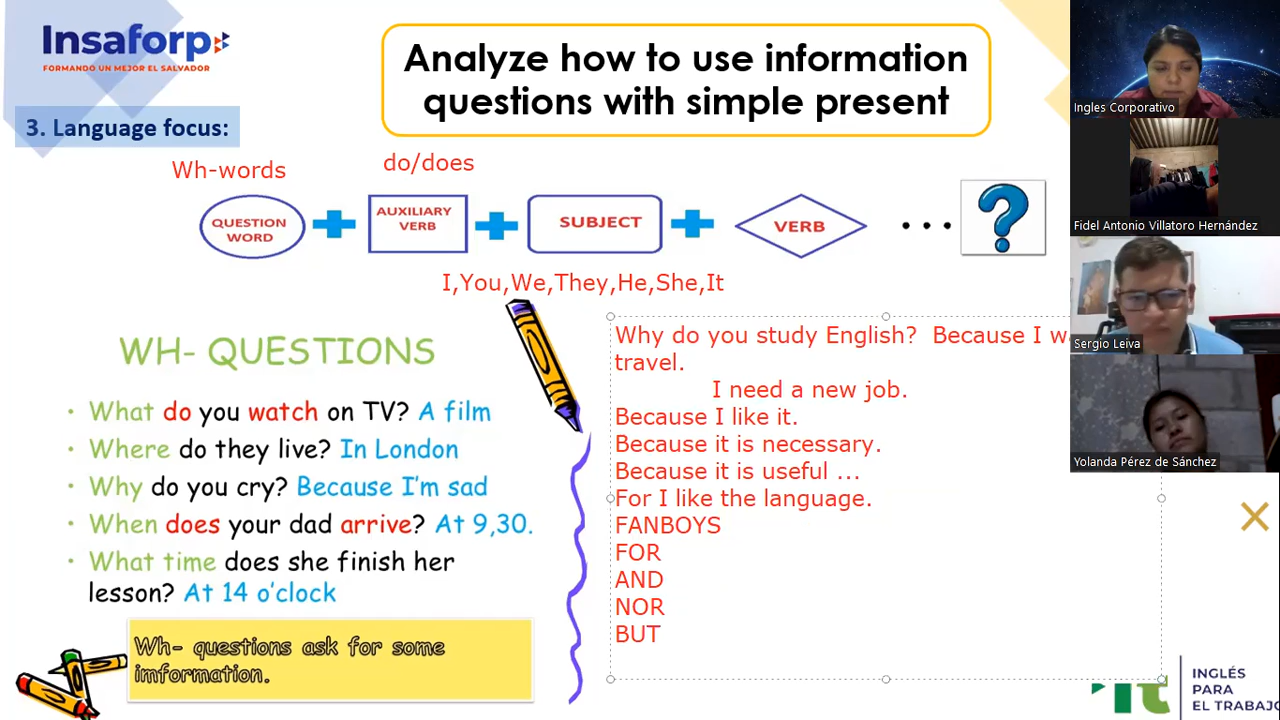 Insaforp
FORMANDO UN MEJOR EL SALVADOR
Analyze how to use information
questions with simple present
3. Language focus:
Wh-words
do/does
QUESTION
WORD
AUXILIARY
VERB
SUBJECT
VERB
...
?
I,You,We,They,He,She,It
WH- QUESTIONS
• What do you watch on TV? A film
• Where do they live? In London
• Why do you cry? Because I'm sad
• When does your dad arrive? At 9,30.
• What time does she finish her
lesson? At 14 o'clock
Wh- questions ask for some
imformation.
Why do you study English? Because I
travel.
I need a new job.
Because I like it.
Because it is necessary.
Because it is useful ...
For I like the language.
FANBOYS
FOR
AND
NOR
BUT
Ingles Corporativo
Fidel Antonio Villatoro Hernández
Sergio Leiva
Yolanda Pérez de Sánchez
INGLÉS
PARA
EL TRABAJO